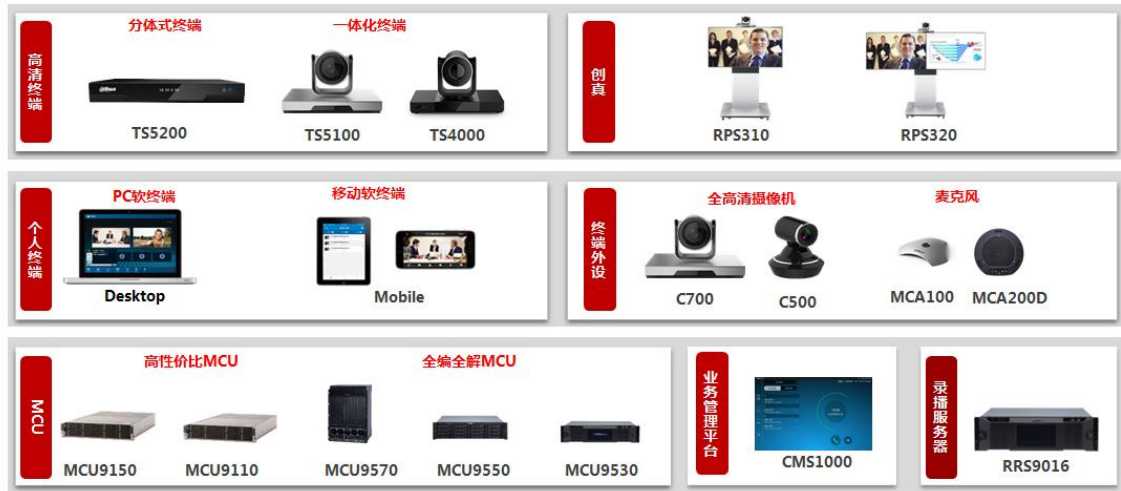 分体式终端
一体化终端
高清终端
TS5200
TS5100
TS4000
创真
RPS310
RPS320
PC软终端
移动软终端
个人终端
Desktop
Mobile
全高清摄像机
麦克风
终端外设
C700
C500
MCA100
MCA200D
高性价比MCU
全编全解MCU
MCU
MCU9150
MCU9110
MCU9570
MCU9550
MCU9530
业务管理平台
CMS1000
录播服务器
RRS9016